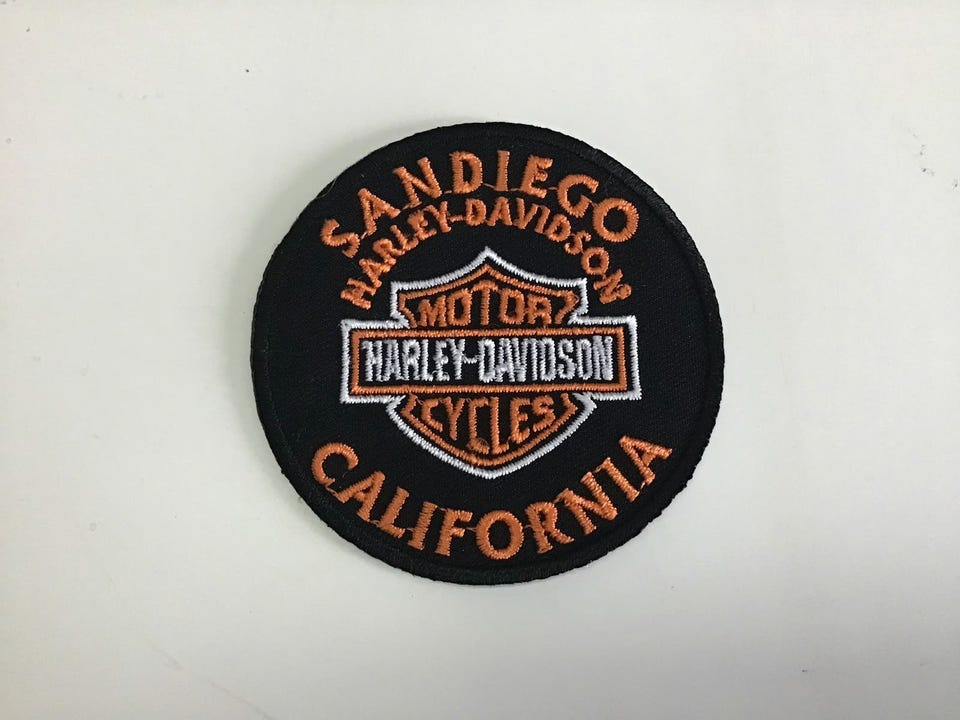 SANDIEGO
HARLEY-DAVIDSON
MOTOR
HARLEY-DAVIDSON
CYCLES
CALIFORNIA